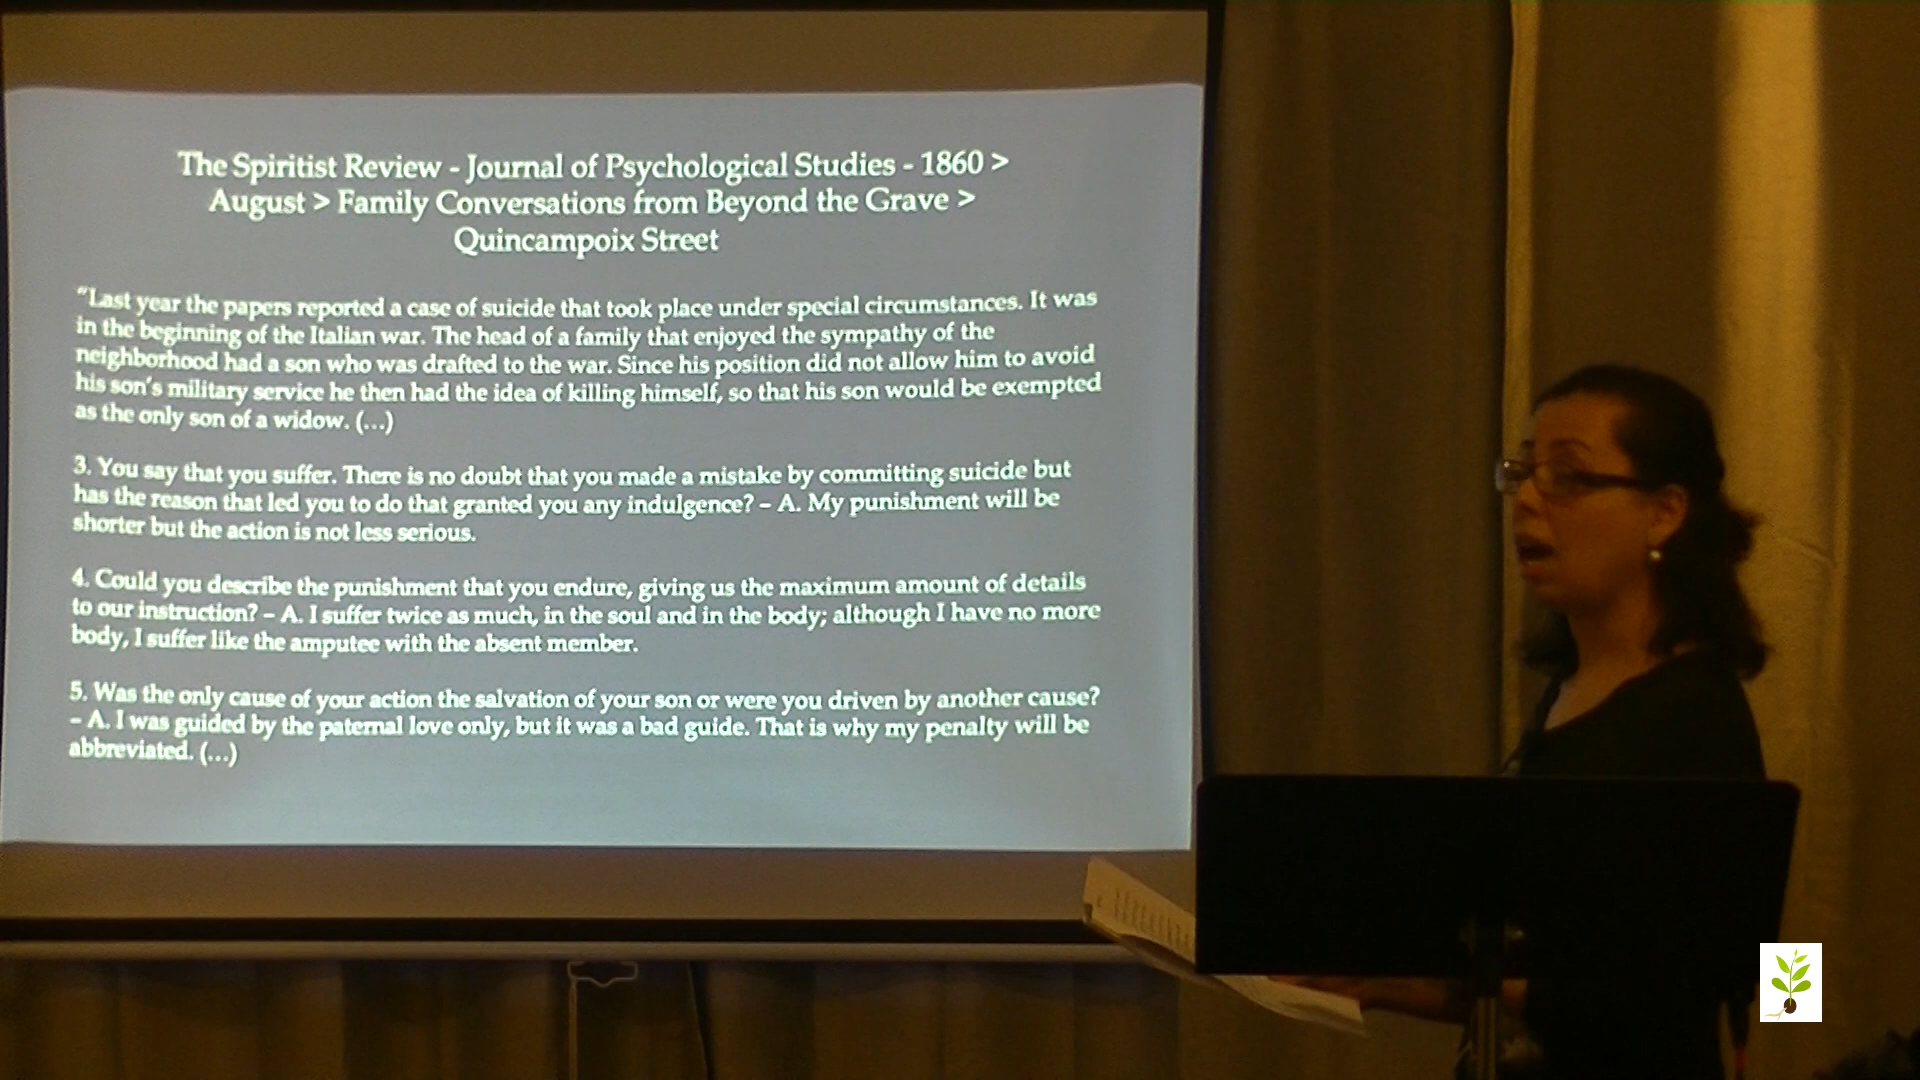 The Spiritist Review - Journal of Psychological Studies - 1860 >
August > Family Conversations from Beyond the Grave >
Quincampoix Street
“Last year the papers reported a case of suicide that took place under special circumstances. It was
in the beginning of the Italian war. The head of a family that enjoyed the sympathy of the
neighborhood had a son who was drafted to the war. Since his position did not allow him to avoid
his son's military service he then had the idea of killing himself, so that his son would be exempted
as the only son of a widow. (...)
3. You say that you suffer. There is no doubt that you made a mistake by committing suicide but
has the reason that led you to do that granted you any indulgence? – A. My punishment will be
shorter but the action is not less serious.
4. Could you describe the punishment that you endure, giving us the maximum amount of details
to our instruction? – A. I suffer twice as much, in the soul and in the body; although I have no more
body, I suffer like the amputee with the absent member.
5. Was the only cause of your action the salvation of your son or were you driven by another cause?
– A. I was guided by the paternal love only, but it was a bad guide. That is why my penalty will be
abbreviated. (...)